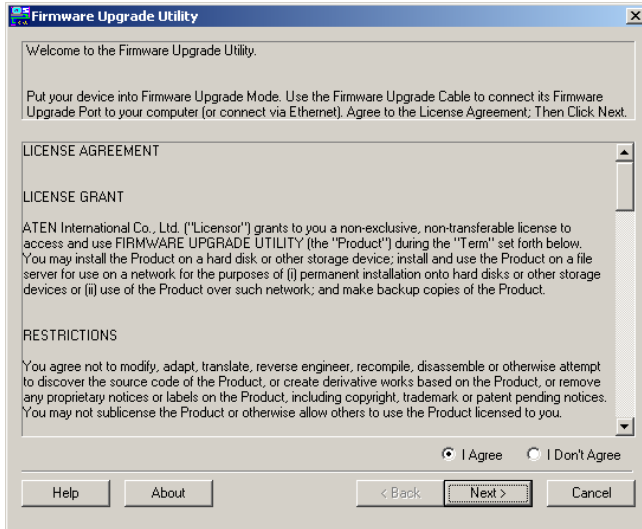 Firmware Upgrade Utility
Welcome to the Firmware Upgrade Utility.
Put your device into Firmware Upgrade Mode. Use the Firmware Upgrade Cable to connect its Firmware
Upgrade Port to your computer (or connect via Ethernet). Agree to the License Agreement; Then Click Next.
LICENSE AGREEMENT
LICENSE GRANT
ATEN International Co., Ltd. ("Licensor") grants to you a non-exclusive, non-transferable license to
access and use FIRMWARE UPGRADE UTILITY (the "Product") during the "Term" set forth below.
You may install the Product on a hard disk or other storage device; install and use the Product on a file
server for use on a network for the purposes of (i) permanent installation onto hard disks or other storage
devices or (ii) use of the Product over such network; and make backup copies of the Product.
RESTRICTIONS
You agree not to modify, adapt, translate, reverse engineer, recompile, disassemble or otherwise attempt
to discover the source code of the Product, or create derivative works based on the Product, or remove
any proprietary notices or labels on the Product, including copyright, trademark or patent pending notices.
You may not sublicense the Product or otherwise allow others to use the Product licensed to you.
I Agree I Don't Agree
Help About < Back Next > Cancel